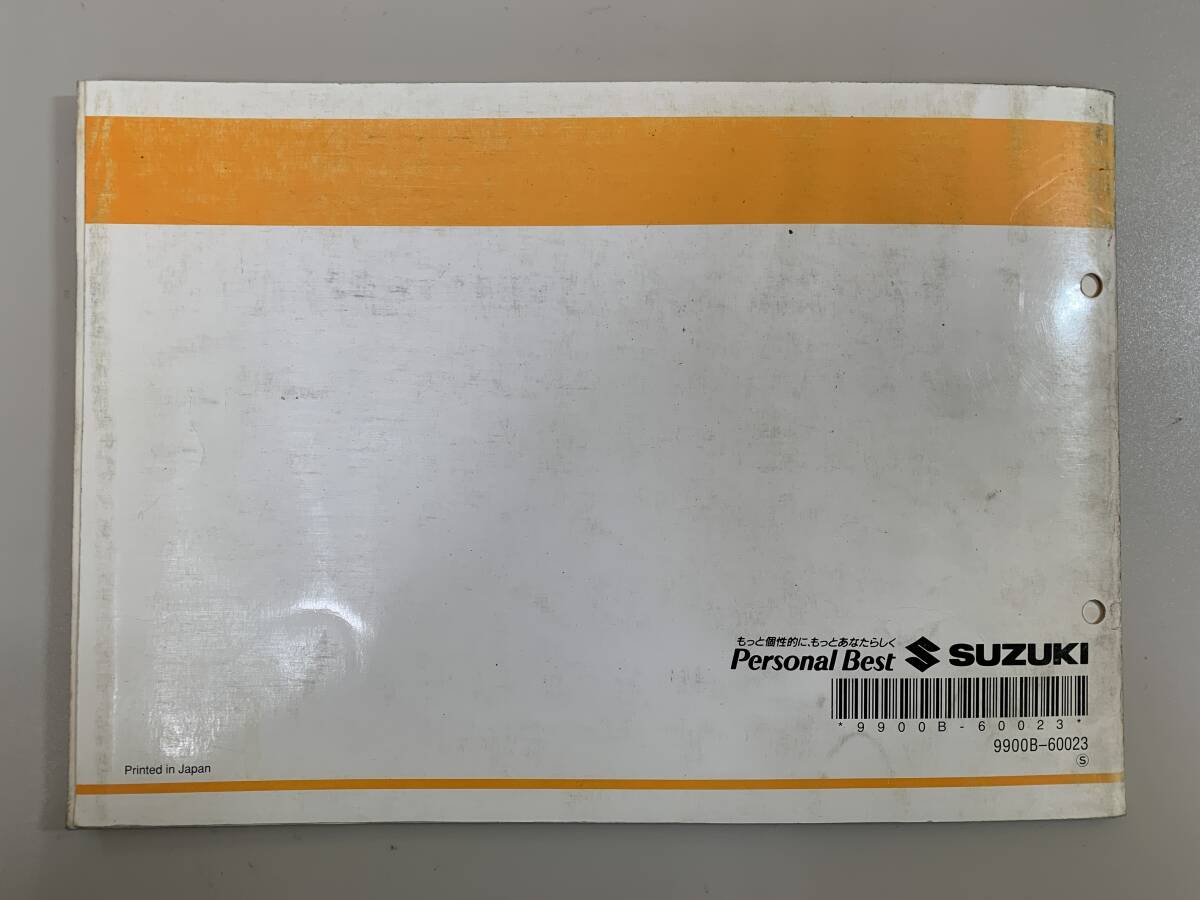 もっと個性的に、もっとあなたらしく
Personal Best SUZUKI
*9900B-60023*
9900B-60023
Ⓢ
Printed in Japan